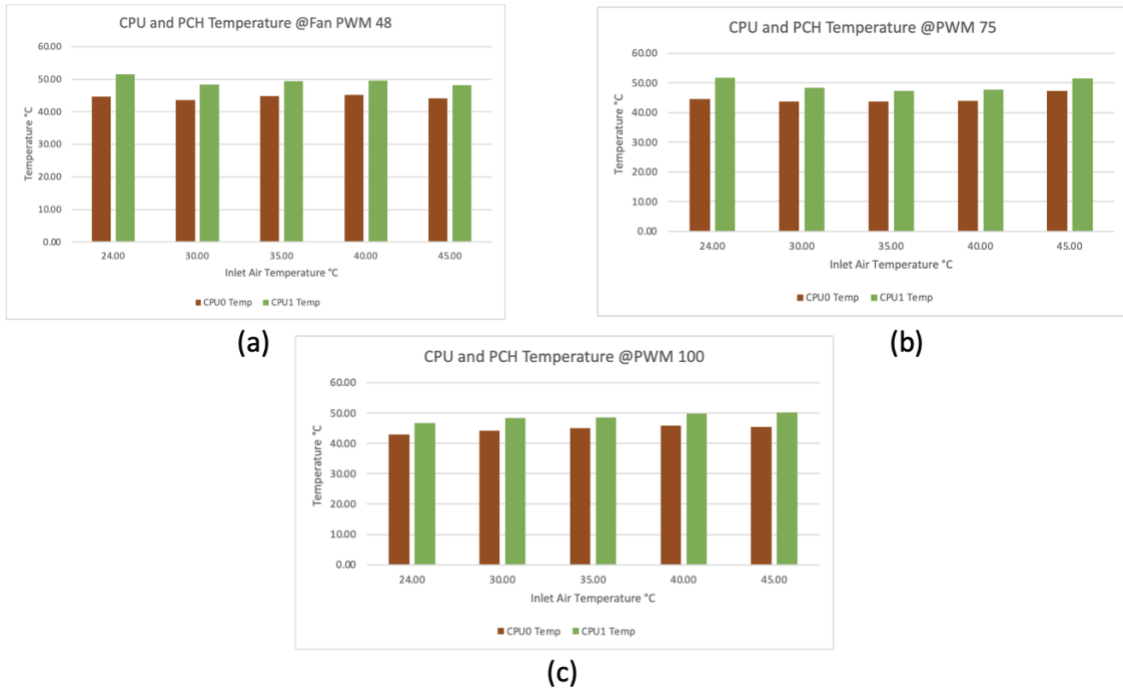 CPU and PCH Temperature @Fan PWM 48
Temperature °C
60.00
50.00
40.00
30.00
20.00
10.00
0.00
24.00 30.00 35.00 40.00 45.00
Inlet Air Temperature °C
CPU0 Temp CPU1 Temp
(a)
CPU and PCH Temperature @PWM 75
Temperature °C
60.00
50.00
40.00
30.00
20.00
10.00
0.00
24.00 30.00 35.00 40.00 45.00
Inlet Air Temperature °C
CPU0 Temp CPU1 Temp
(b)
CPU and PCH Temperature @PWM 100
Temperature °C
60.00
50.00
40.00
30.00
20.00
10.00
0.00
24.00 30.00 35.00 40.00 45.00
Inlet Air Temperature °C
CPU0 Temp CPU1 Temp
(c)